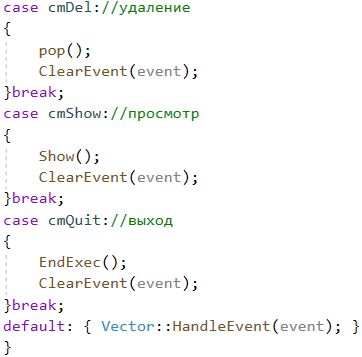 case cmDel://удаление
{
pop();
ClearEvent(event);
}break;
case cmShow://просмотр
{
Show();
ClearEvent(event);
}break;
case cmQuit://выход
{
EndExec();
ClearEvent(event);
}break;
default: { Vector::HandleEvent(event); }
}